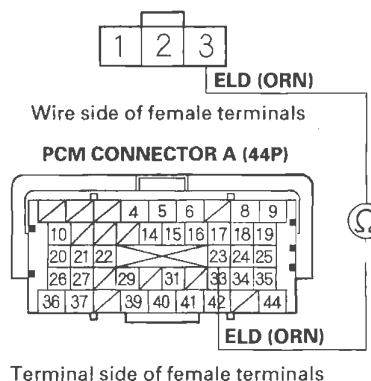 1 2 3
ELD (ORN)
Wire side of female terminals
PCM CONNECTOR A (44P)
4 5 6 8 9
10 14 15 16 17 18 19
20 21 22 23 24 25
26 27 29 31 33 34 35
36 37 39 40 41 42 44
Ω
ELD (ORN)
Terminal side of female terminals